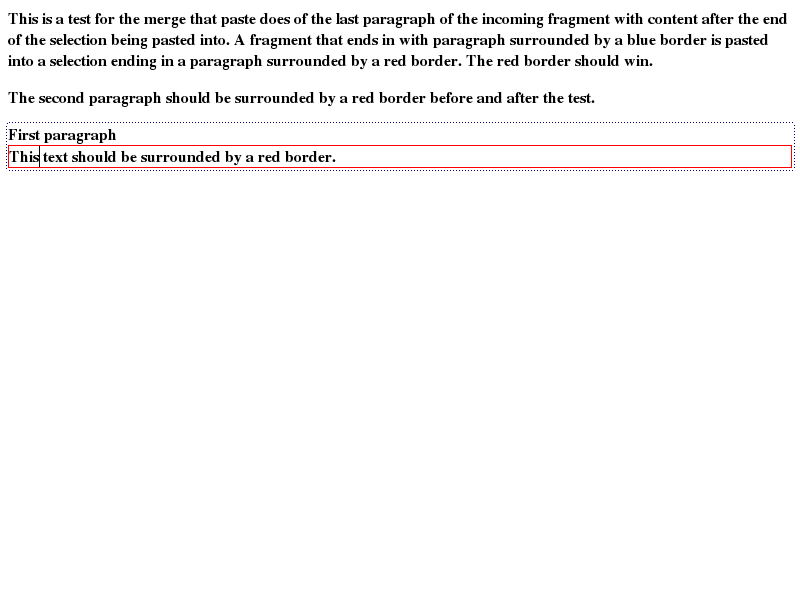 This is a test for the merge that paste does of the last paragraph of the incoming fragment with content after the end
of the selection being pasted into. A fragment that ends in with paragraph surrounded by a blue border is pasted
into a selection ending in a paragraph surrounded by a red border. The red border should win.
The second paragraph should be surrounded by a red border before and after the test.
First paragraph
This text should be surrounded by a red border.